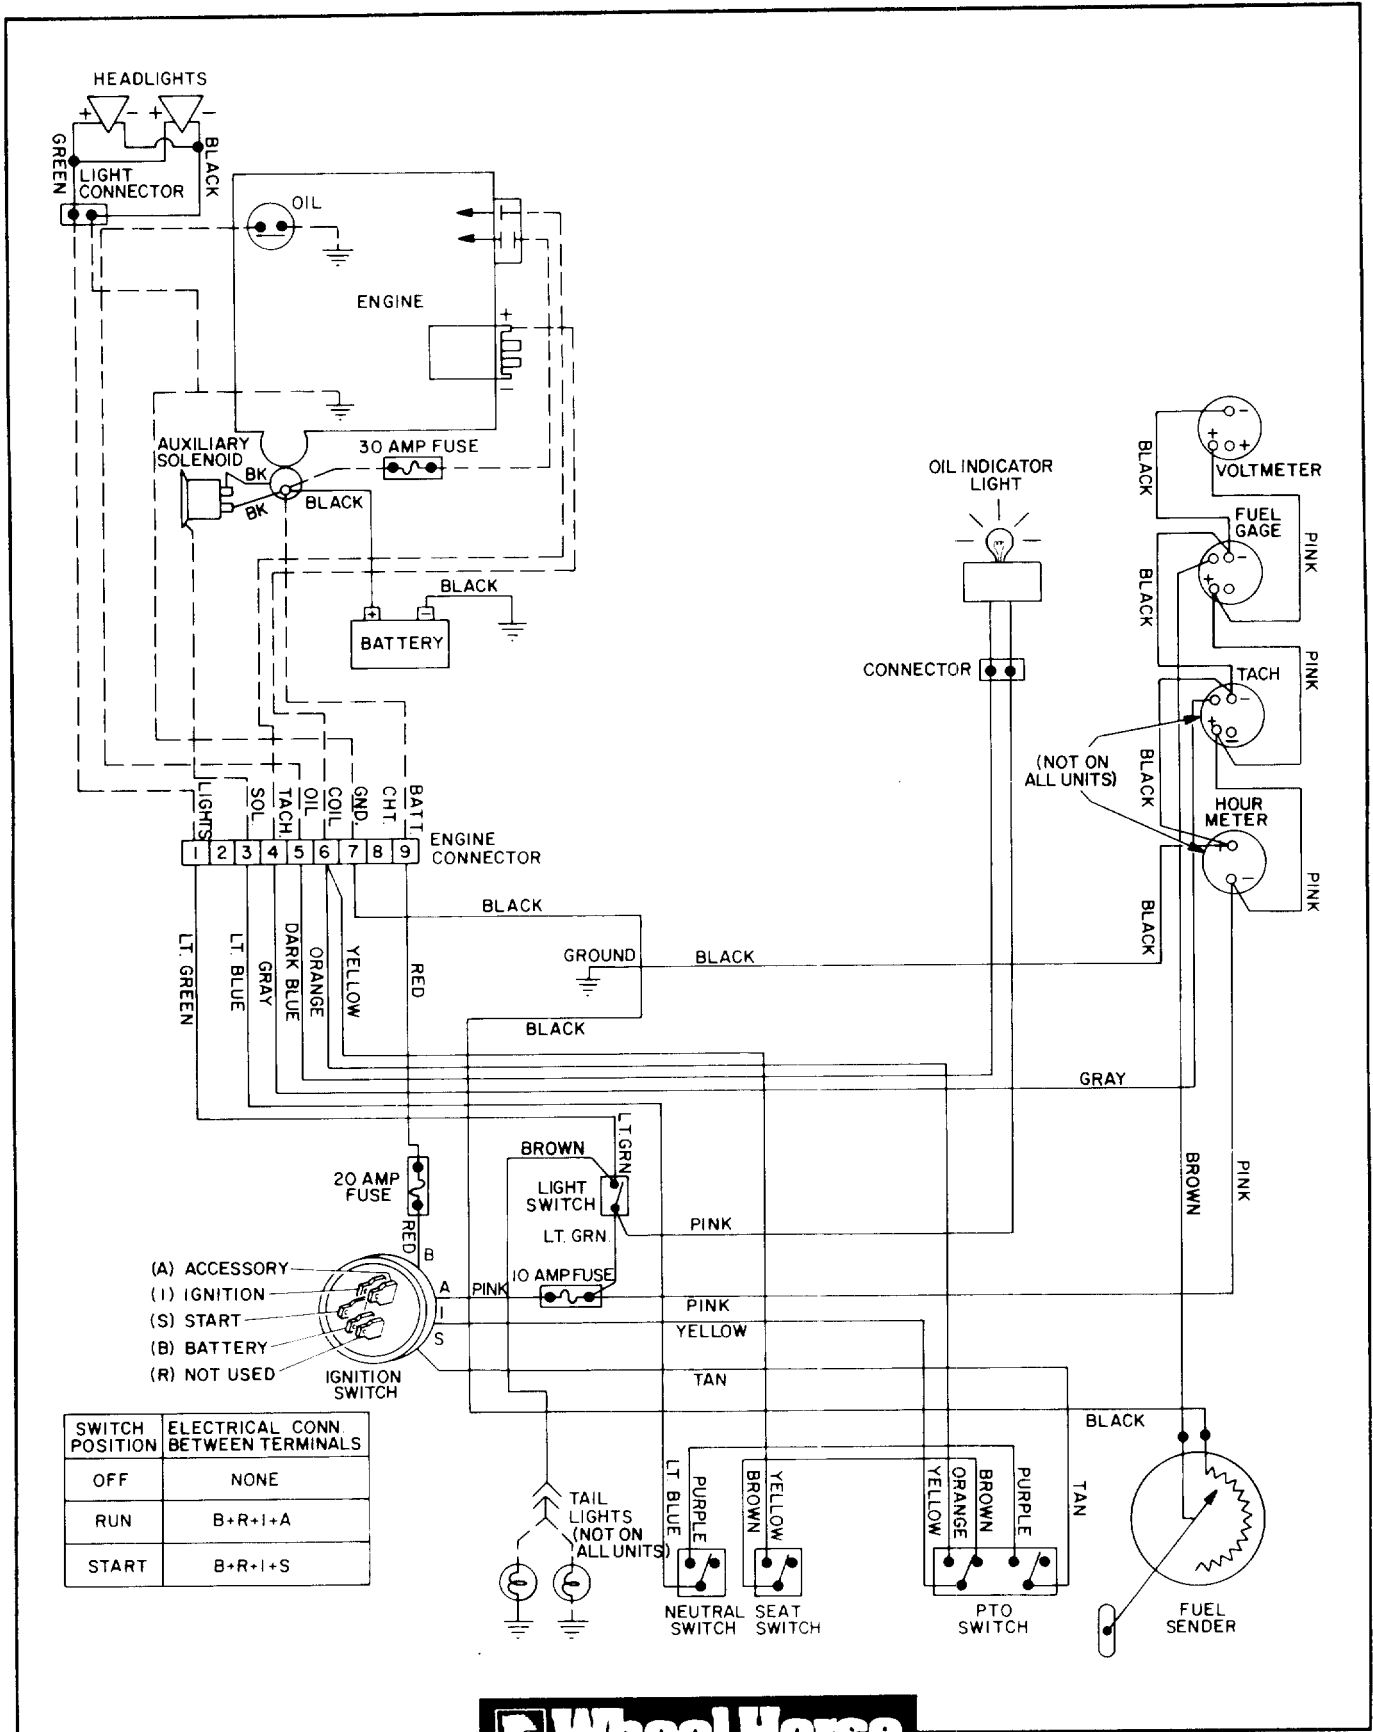 HEADLIGHTS
+ − + −
GREEN
BLACK
LIGHT
CONNECTOR
OIL
ENGINE
+
−
AUXILIARY
SOLENOID
30 AMP FUSE
BK
BK
BLACK
BLACK
+ −
BATTERY
OIL INDICATOR
LIGHT
CONNECTOR
−
+ +
VOLTMETER
BLACK
PINK
FUEL
GAGE
−
+
BLACK
PINK
TACH
−
+
(NOT ON
ALL UNITS)
BLACK
HOUR
METER
+
−
PINK
BLACK
LIGHTS
SOL.
TACH.
OIL
COIL
GND.
CHT.
BATT.
1 2 3 4 5 6 7 8 9
ENGINE
CONNECTOR
BLACK
LT. GREEN
LT. BLUE
GRAY
DARK BLUE
ORANGE
YELLOW
RED
GROUND
BLACK
BLACK
GRAY
LT. GRN
BROWN
20 AMP
FUSE
LIGHT
SWITCH
BROWN
PINK
RED
B
LT. GRN.
PINK
(A) ACCESSORY
(I) IGNITION
(S) START
(B) BATTERY
(R) NOT USED
A
PINK
10 AMP FUSE
I
PINK
YELLOW
S
IGNITION
SWITCH
TAN
BLACK
SWITCH
POSITION
ELECTRICAL CONN.
BETWEEN TERMINALS
OFF NONE
RUN B+R+I+A
START B+R+I+S
TAIL
LIGHTS
(NOT ON
ALL UNITS)
LT. BLUE
PURPLE
BROWN
YELLOW
YELLOW
ORANGE
BROWN
PURPLE
TAN
NEUTRAL
SWITCH
SEAT
SWITCH
PTO
SWITCH
FUEL
SENDER
Wheel Horse